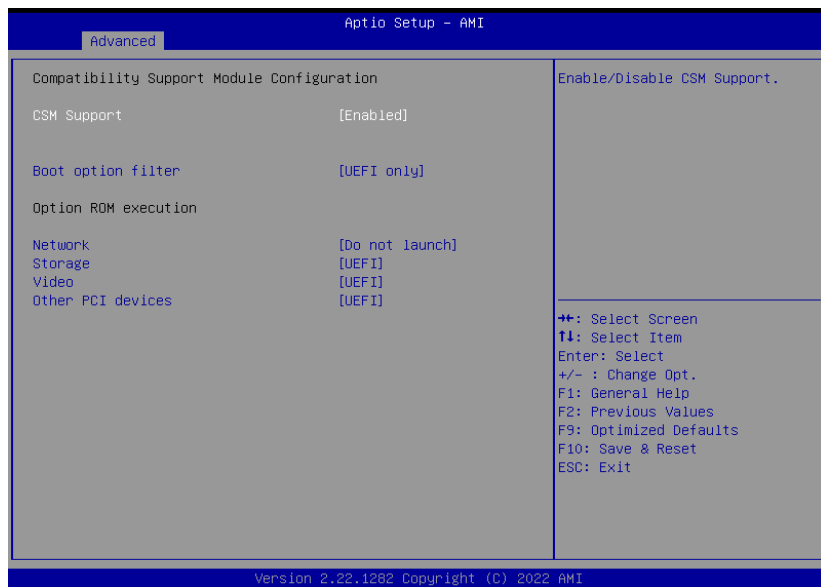 Aptio Setup – AMI
Advanced
Compatibility Support Module Configuration
CSM Support [Enabled]
Boot option filter [UEFI only]
Option ROM execution
Network [Do not launch]
Storage [UEFI]
Video [UEFI]
Other PCI devices [UEFI]
Enable/Disable CSM Support.
→←: Select Screen
↑↓: Select Item
Enter: Select
+/- : Change Opt.
F1: General Help
F2: Previous Values
F9: Optimized Defaults
F10: Save & Reset
ESC: Exit
Version 2.22.1282 Copyright (C) 2022 AMI